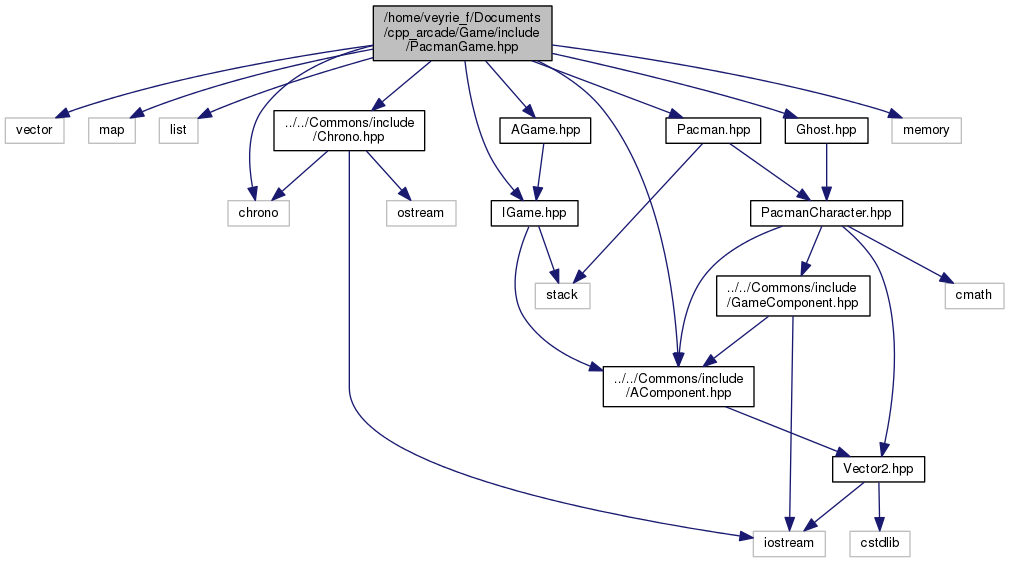 /home/veyrie_f/Documents
/cpp_arcade/Game/include
/PacmanGame.hpp
vector
map
list
../../Commons/include
/Chrono.hpp
AGame.hpp
Pacman.hpp
Ghost.hpp
memory
chrono
ostream
IGame.hpp
PacmanCharacter.hpp
stack
../../Commons/include
/GameComponent.hpp
cmath
../../Commons/include
/AComponent.hpp
Vector2.hpp
iostream
cstdlib